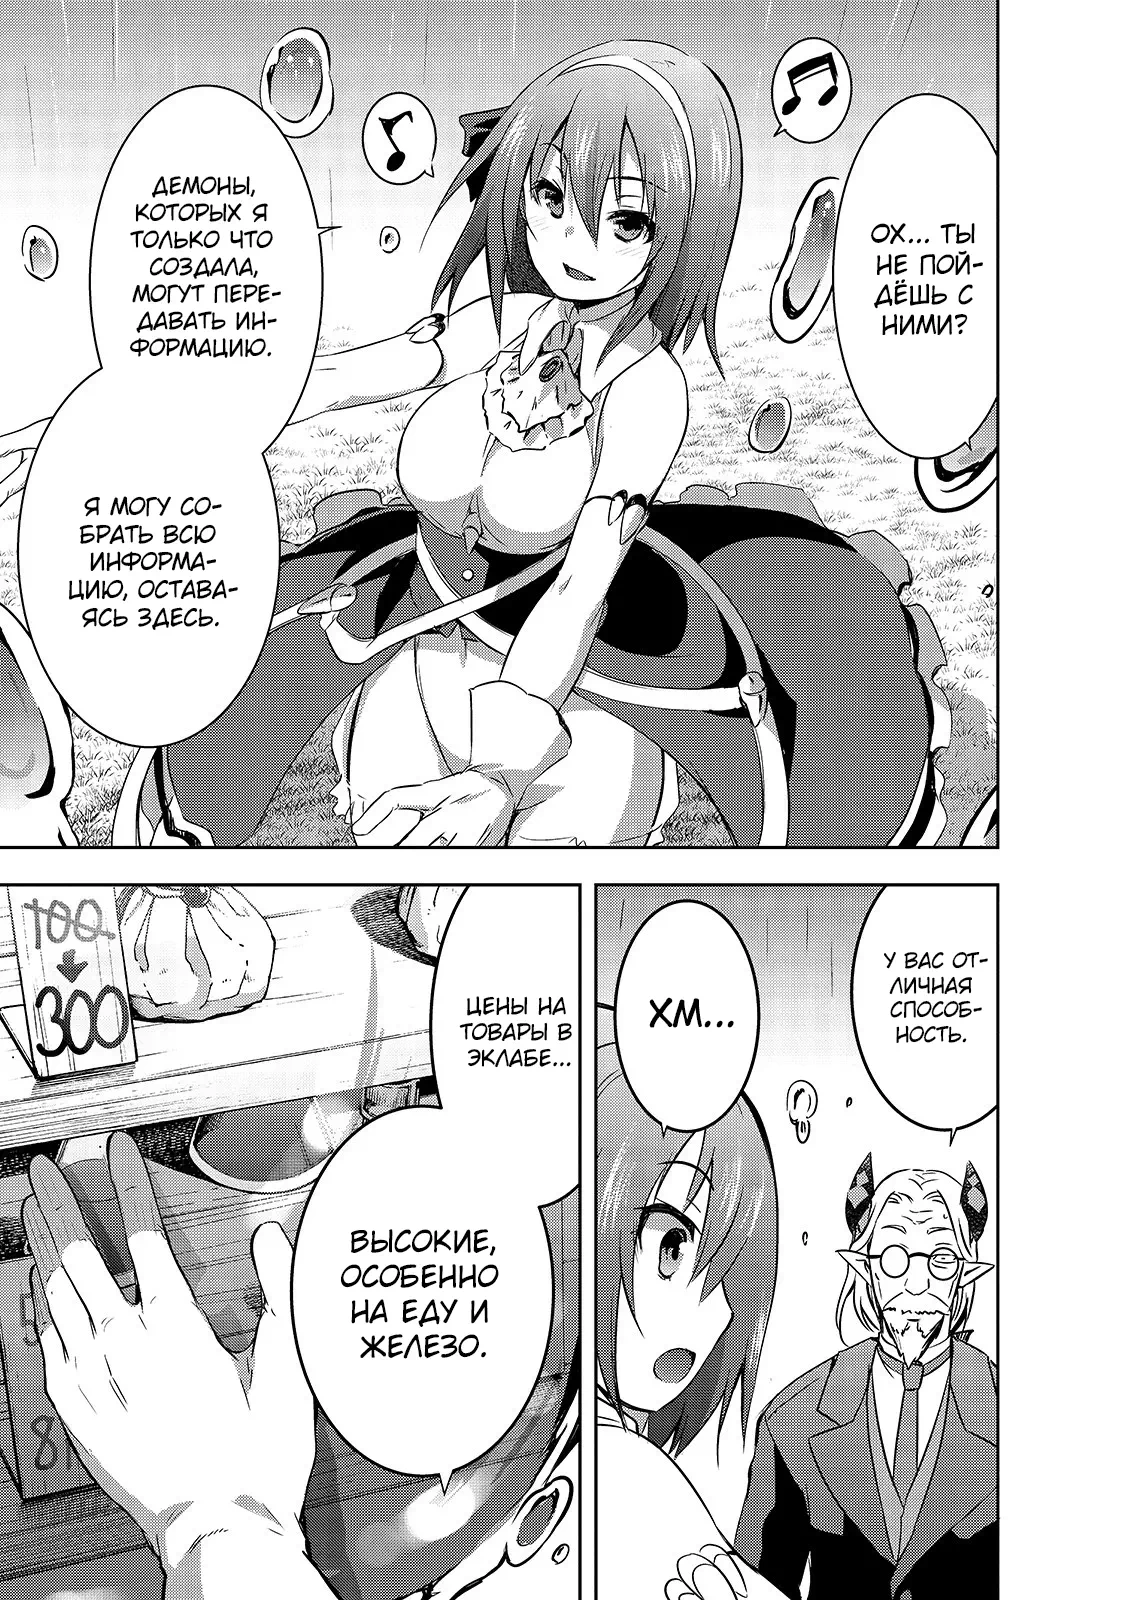 ОХ... ТЫ
НЕ ПОЙ-
ДЁШЬ С
НИМИ?
ДЕМОНЫ,
КОТОРЫХ Я
ТОЛЬКО ЧТО
СОЗДАЛА,
МОГУТ ПЕРЕ-
ДАВАТЬ ИН-
ФОРМАЦИЮ.
Я МОГУ СО-
БРАТЬ ВСЮ
ИНФОРМА-
ЦИЮ, ОСТАВА-
ЯСЬ ЗДЕСЬ.
У ВАС ОТ-
ЛИЧНАЯ
СПОСОБ-
НОСТЬ.
ХМ...
ЦЕНЫ НА
ТОВАРЫ В
ЭКЛАБЕ...
ВЫСОКИЕ,
ОСОБЕННО
НА ЕДУ И
ЖЕЛЕЗО.
100
300
5
8